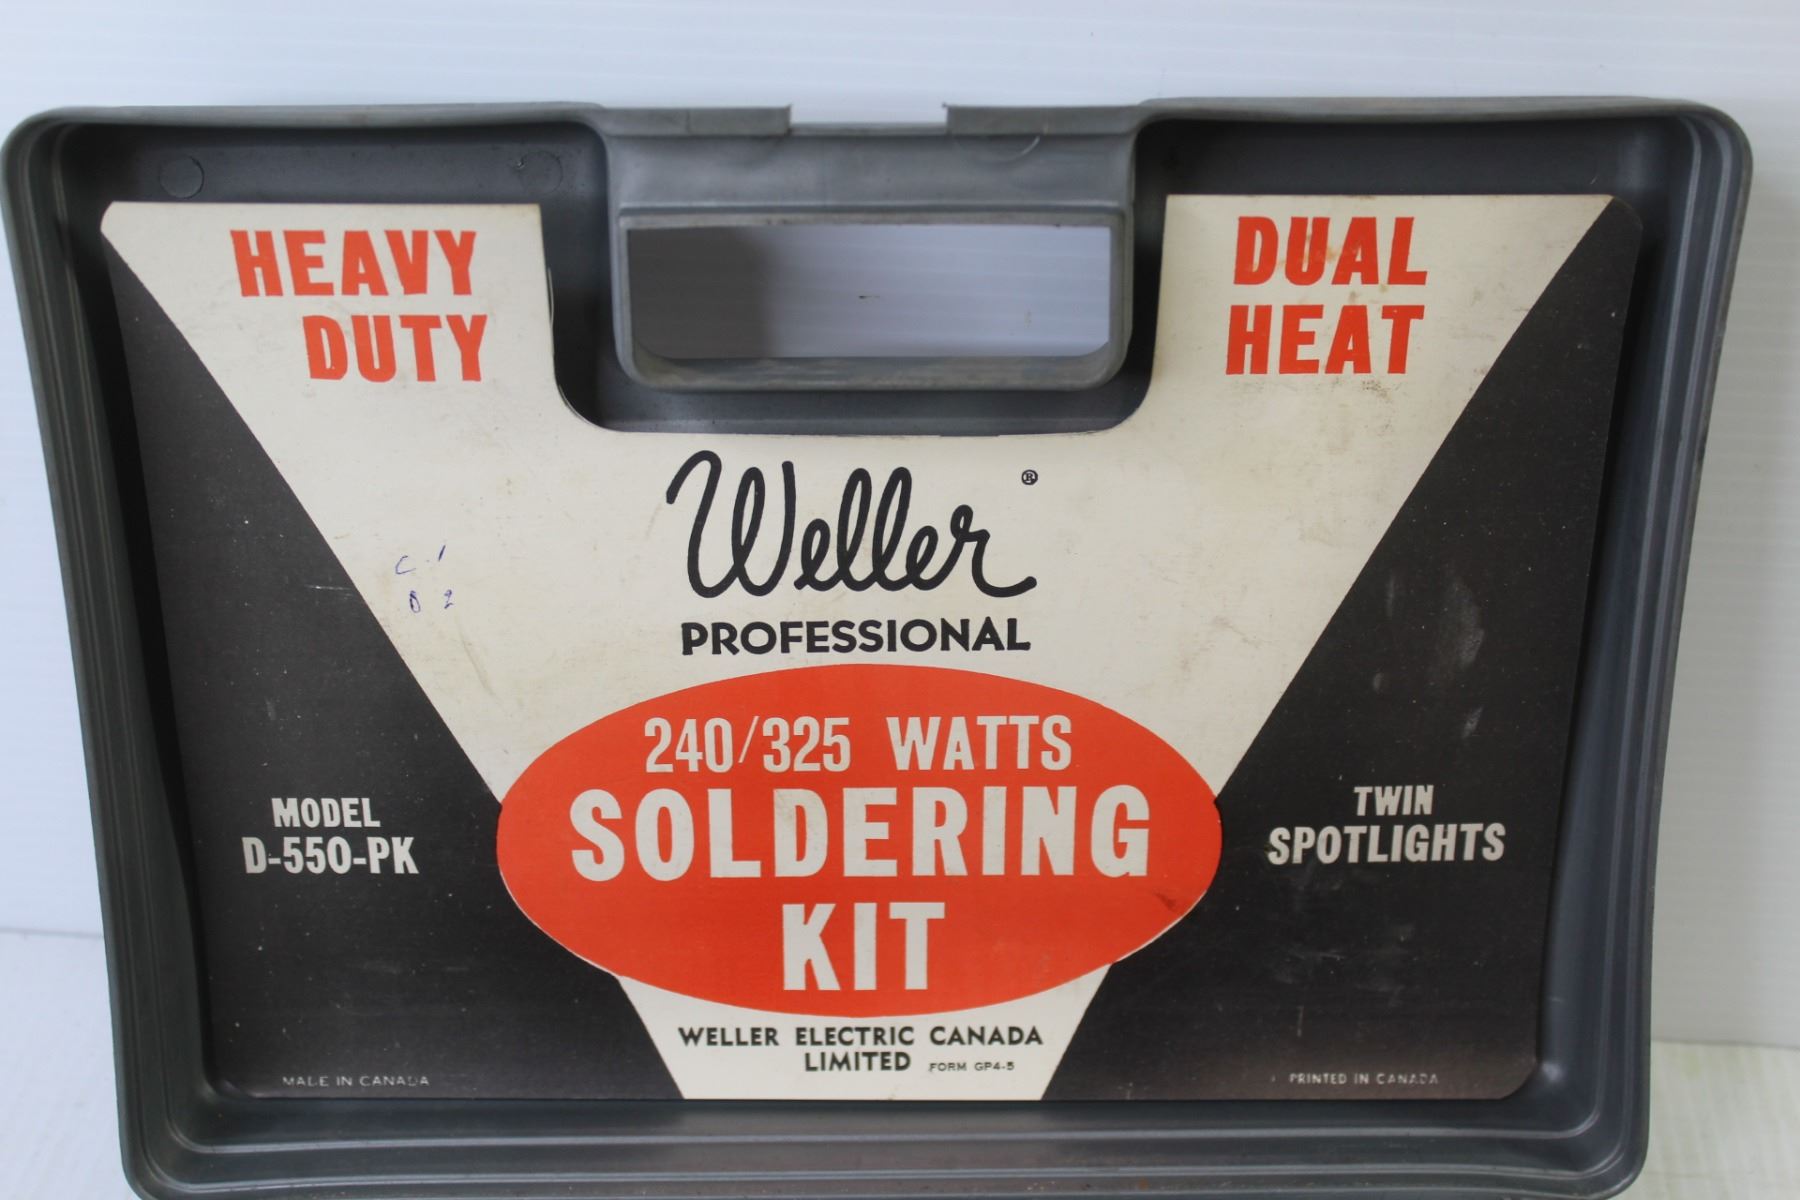 HEAVY
DUTY
DUAL
HEAT
Weller®
PROFESSIONAL
240/325 WATTS
SOLDERING
KIT
MODEL
D-550-PK
TWIN
SPOTLIGHTS
WELLER ELECTRIC CANADA
LIMITED FORM GP4-5
MADE IN CANADA
PRINTED IN CANADA